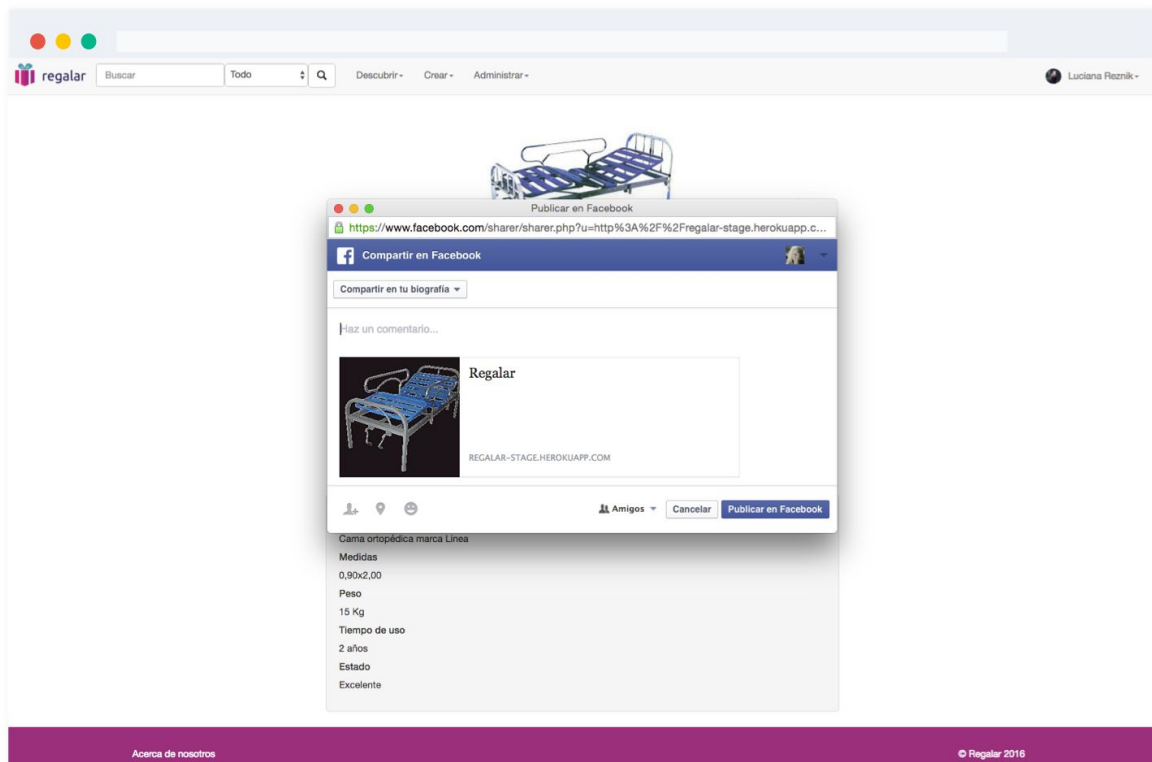 regalar
Buscar
Todo
Descubrir
Crear
Administrar
Luciana Reznik
Publicar en Facebook
https://www.facebook.com/sharer/sharer.php?u=http%3A%2F%2Fregalar-stage.herokuapp.c...
Compartir en Facebook
Compartir en tu biografía
Haz un comentario...
Regalar
REGALAR-STAGE.HEROKUAPP.COM
Amigos
Cancelar
Publicar en Facebook
Cama ortopédica marca Linea
Medidas
0,90x2,00
Peso
15 Kg
Tiempo de uso
2 años
Estado
Excelente
Acerca de nosotros
© Regalar 2016